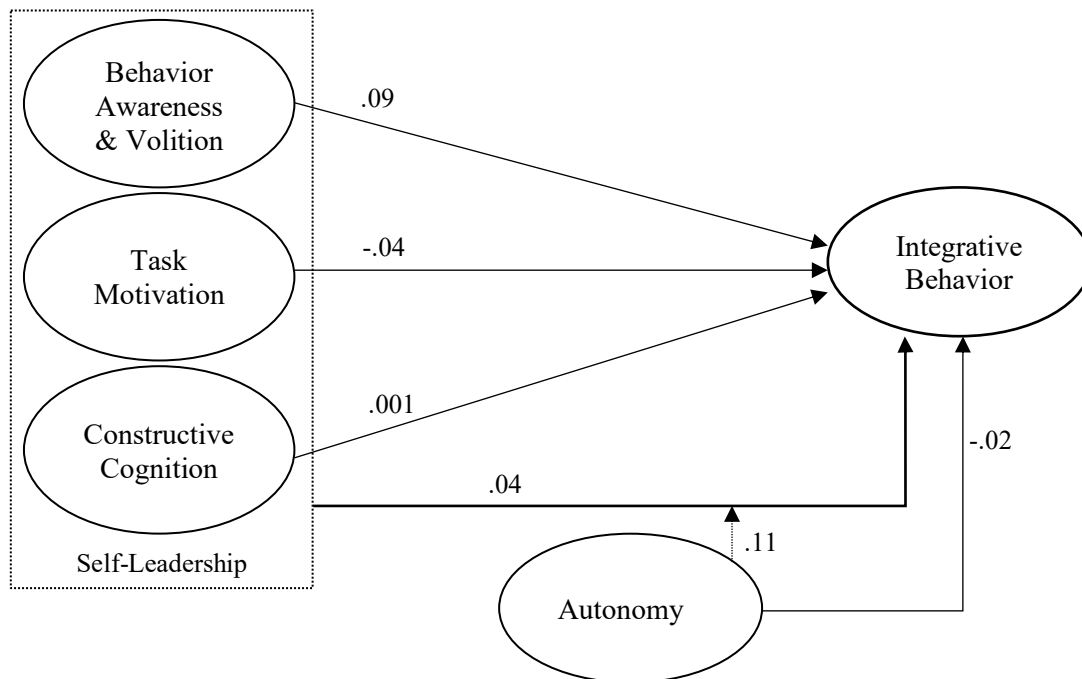 Behavior
Awareness
& Volition
.09
Task
Motivation
-.04
Integrative
Behavior
Constructive
Cognition
.001
.04
-.02
Self-Leadership
.11
Autonomy